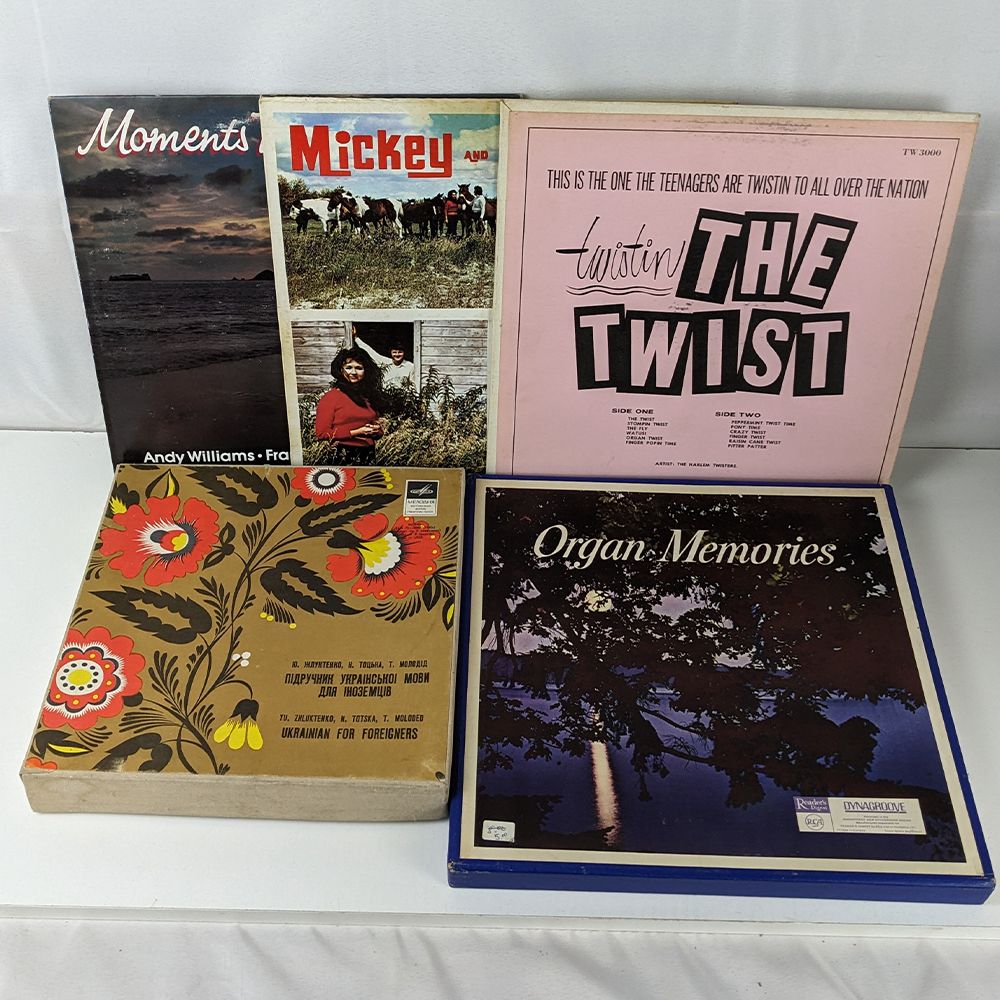 Moments
Andy Williams • Fra
Mickey AND
TW 3000
THIS IS THE ONE THE TEENAGERS ARE TWISTIN TO ALL OVER THE NATION
twistin THE
TWIST
SIDE ONE
THE TWIST
STOMPIN TWIST
THE FLY
WATUSI
ORGAN TWIST
FINGER POPIN TIME
SIDE TWO
PEPPERMINT TWIST TIME
PONY TIME
CRAZY TWIST
FINGER TWIST
RAISIN CANE TWIST
PITTER PATTER
ARTIST: THE HARLEM TWISTERS.
МЕЛОДИЯ
Ю. ЖЛУКТЕНКО, Н. ТОЦЬКА, Т. МОЛОДІД
ПІДРУЧНИК УКРАЇНСЬКОЇ МОВИ
ДЛЯ ІНОЗЕМЦІВ
YU. ZHLUKTENKO, N. TOTSKA, T. MOLODED
UKRAINIAN FOR FOREIGNERS
Organ Memories
Reader's
Digest
RCA
DYNAGROOVE